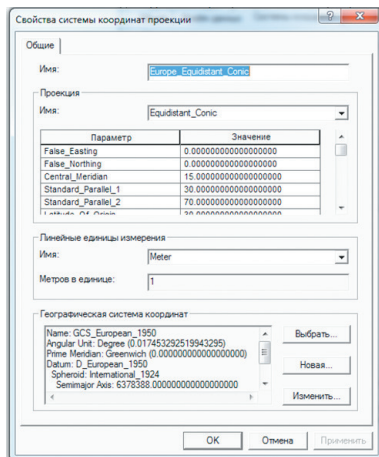 Свойства системы координат проекции
Общие
Имя: Europe_Equidistant_Conic
Проекция
Имя: Equidistant_Conic
Параметр Значение
False_Easting 0.000000000000000000
False_Northing 0.000000000000000000
Central_Meridian 15.000000000000000000
Standard_Parallel_1 30.000000000000000000
Standard_Parallel_2 70.000000000000000000
Latitude_Of_Origin 30.000000000000000000
Линейные единицы измерения
Имя: Meter
Метров в единице: 1
Географическая система координат
Name: GCS_European_1950
Angular Unit: Degree (0.017453292519943295)
Prime Meridian: Greenwich (0.000000000000000000)
Datum: D_European_1950
Spheroid: International_1924
Semimajor Axis: 6378388.000000000000000000
Выбрать...
Новая...
Изменить...
OK Отмена Применить